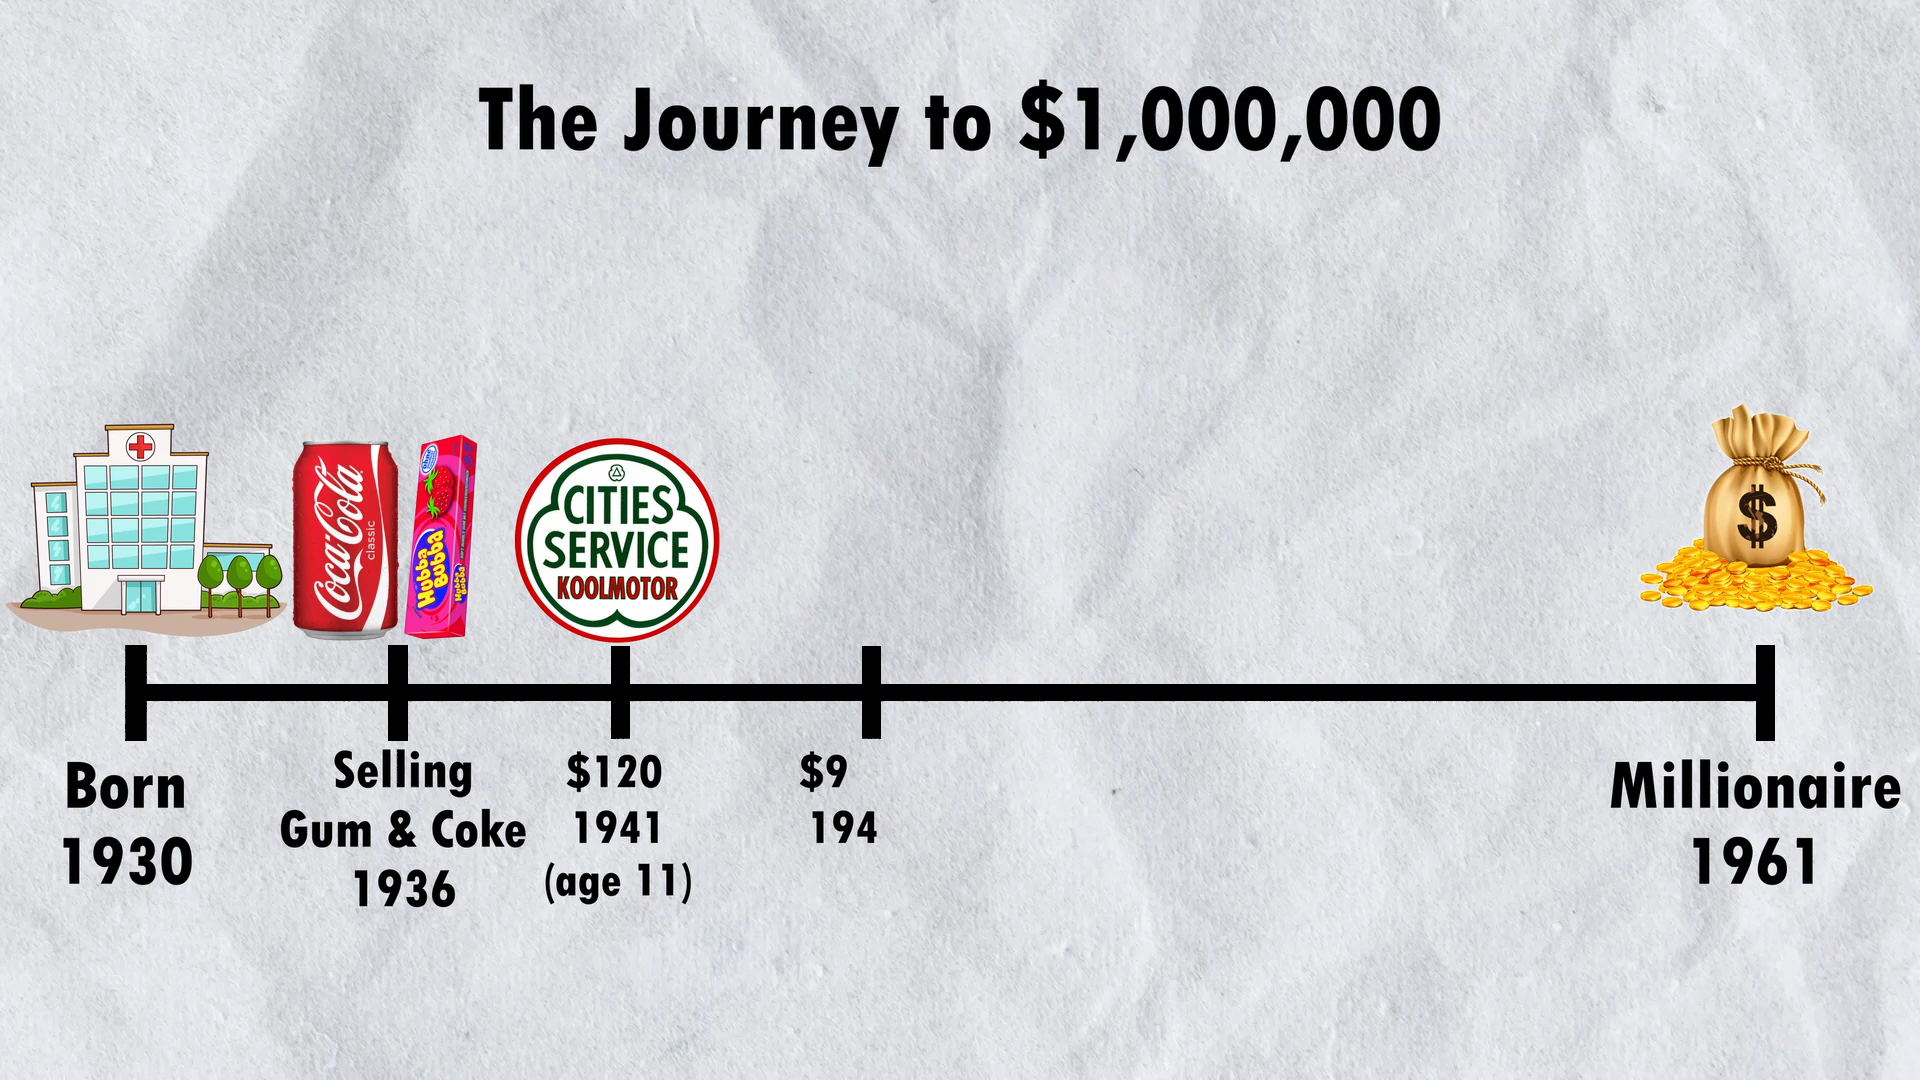 The Journey to $1,000,000
Coca-Cola
classic
Hubba
Bubba
CITIES
SERVICE
KOOLMOTOR
$
Born
1930
Selling
Gum & Coke
1936
$120
1941
(age 11)
$9
194
Millionaire
1961